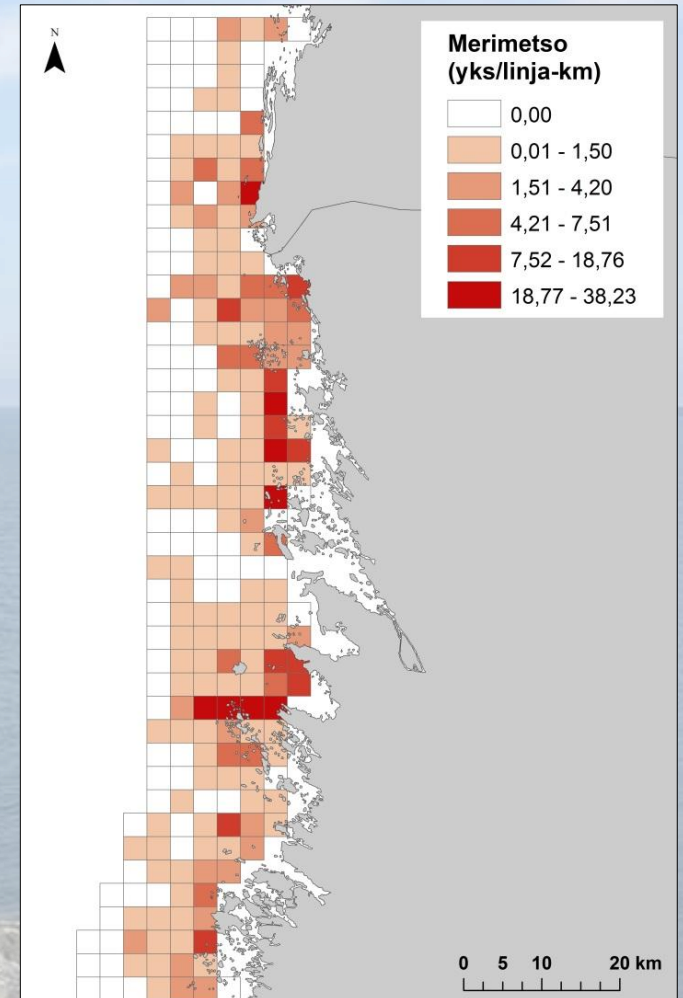 N
Merimetso
(yks/linja-km)
0,00
0,01 - 1,50
1,51 - 4,20
4,21 - 7,51
7,52 - 18,76
18,77 - 38,23
0 5 10 20 km